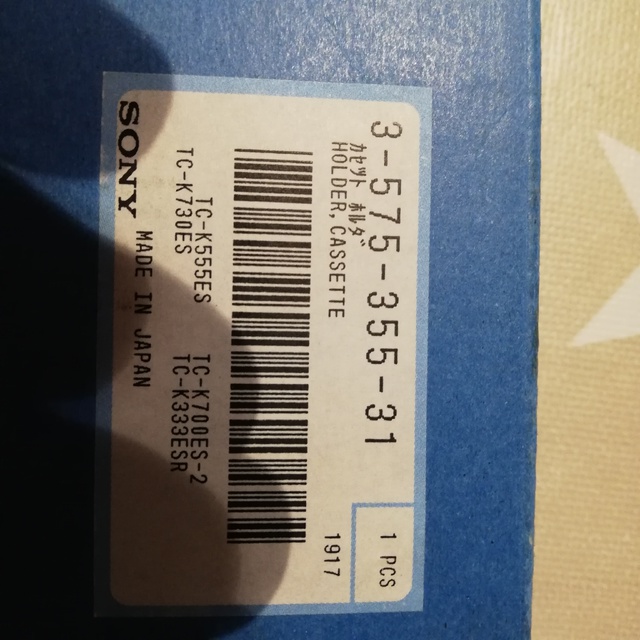 3-575-355-31
カセツト ホルダ
HOLDER, CASSETTE
1 PCS
1917
TC-K555ES TC-K700ES-2
TC-K730ES TC-K333ESR
SONY MADE IN JAPAN